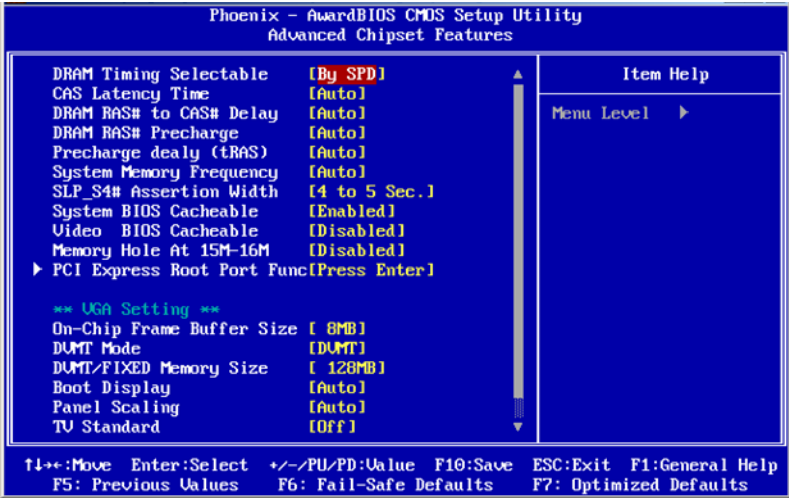 Phoenix - AwardBIOS CMOS Setup Utility
Advanced Chipset Features
DRAM Timing Selectable [By SPD]
CAS Latency Time [Auto]
DRAM RAS# to CAS# Delay [Auto]
DRAM RAS# Precharge [Auto]
Precharge dealy (tRAS) [Auto]
System Memory Frequency [Auto]
SLP_S4# Assertion Width [4 to 5 Sec.]
System BIOS Cacheable [Enabled]
Video BIOS Cacheable [Disabled]
Memory Hole At 15M-16M [Disabled]
PCI Express Root Port Func[Press Enter]
** VGA Setting **
On-Chip Frame Buffer Size [ 8MB]
DVMT Mode [DVMT]
DVMT/FIXED Memory Size [ 128MB]
Boot Display [Auto]
Panel Scaling [Auto]
TV Standard [Off]
Item Help
Menu Level
↑↓→←:Move Enter:Select +/-/PU/PD:Value F10:Save ESC:Exit F1:General Help
F5: Previous Values F6: Fail-Safe Defaults F7: Optimized Defaults